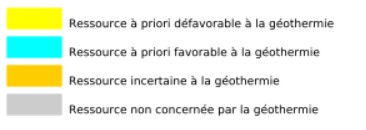 Ressource à priori défavorable à la géothermie
Ressource à priori favorable à la géothermie
Ressource incertaine à la géothermie
Ressource non concernée par la géothermie